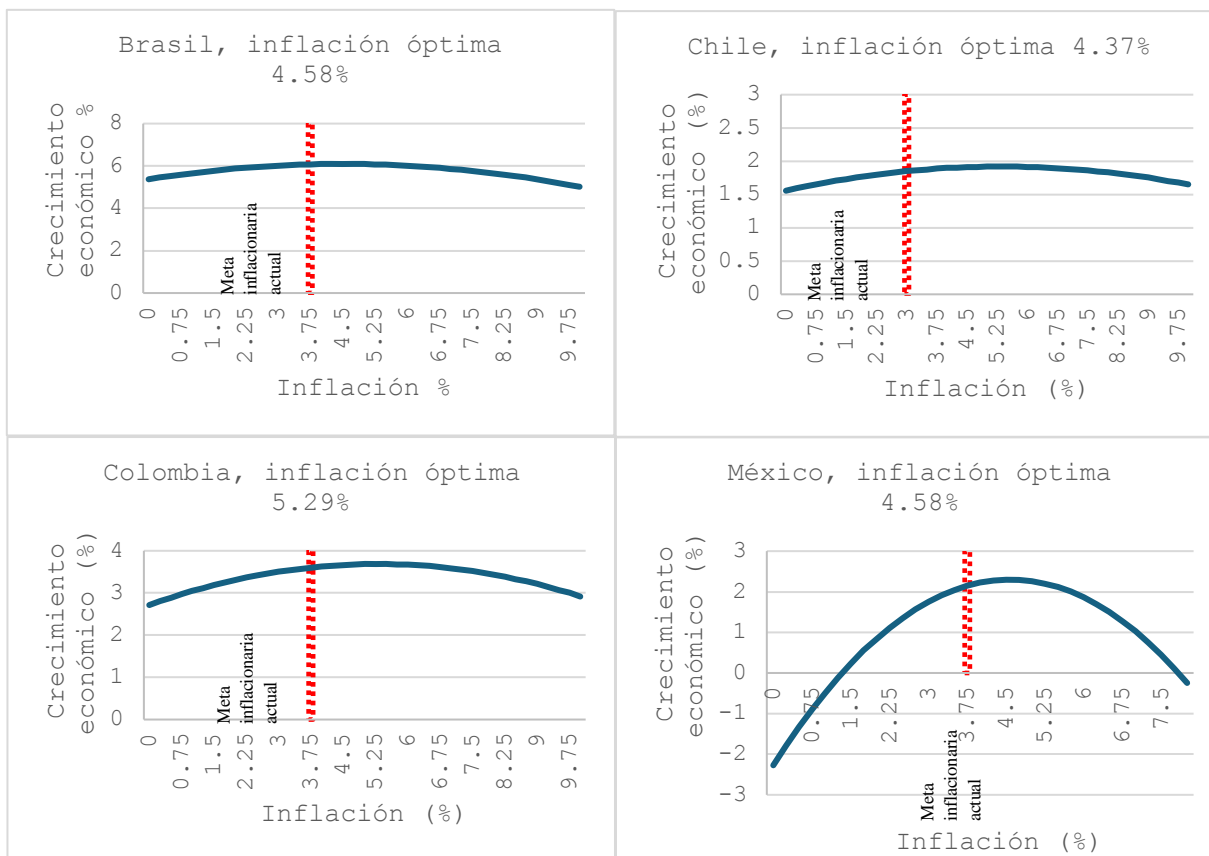 Brasil, inflación óptima
4.58%
Crecimiento
económico %
8
6
4
2
0
Meta
inflacionaria
actual
0
0.75
1.5
2.25
3
3.75
4.5
5.25
6
6.75
7.5
8.25
9
9.75
Inflación %
Chile, inflación óptima 4.37%
Crecimiento
económico (%)
3
2.5
2
1.5
1
0.5
0
Meta
inflacionaria
actual
0
0.75
1.5
2.25
3
3.75
4.5
5.25
6
6.75
7.5
8.25
9
9.75
Inflación (%)
Colombia, inflación óptima
5.29%
Crecimiento
económico (%)
4
3
2
1
0
Meta
inflacionaria
actual
0
0.75
1.5
2.25
3
3.75
4.5
5.25
6
6.75
7.5
8.25
9
9.75
Inflación (%)
México, inflación óptima
4.58%
Crecimiento
económico (%)
3
2
1
0
-1
-2
-3
0
0.75
1.5
2.25
3
3.75
4.5
5.25
6
6.75
7.5
Meta
inflacionaria
actual
Inflación (%)